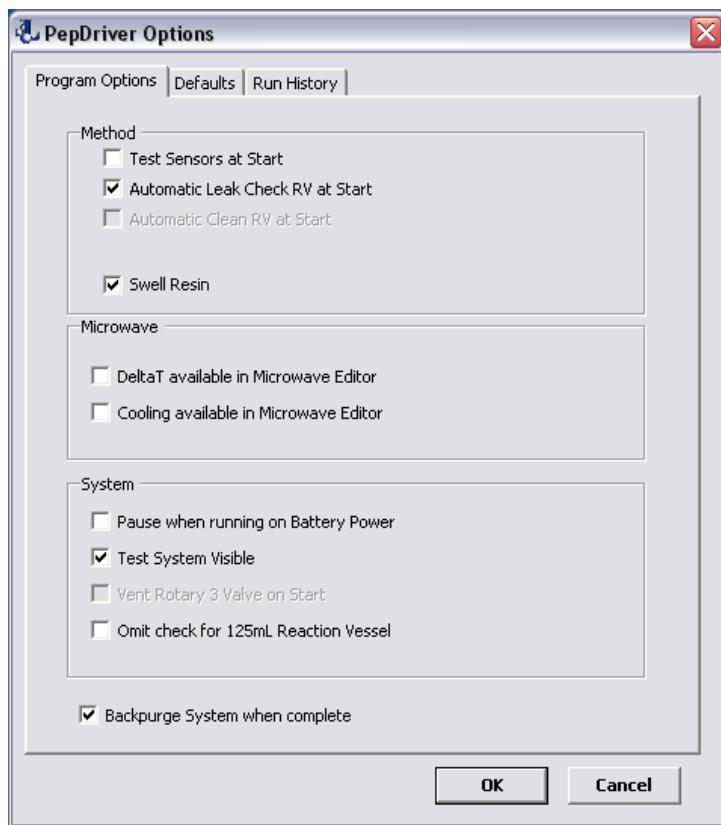 PepDriver Options
Program Options Defaults Run History
Method
Test Sensors at Start
Automatic Leak Check RV at Start
Automatic Clean RV at Start
Swell Resin
Microwave
DeltaT available in Microwave Editor
Cooling available in Microwave Editor
System
Pause when running on Battery Power
Test System Visible
Vent Rotary 3 Valve on Start
Omit check for 125mL Reaction Vessel
Backpurge System when complete
OK Cancel